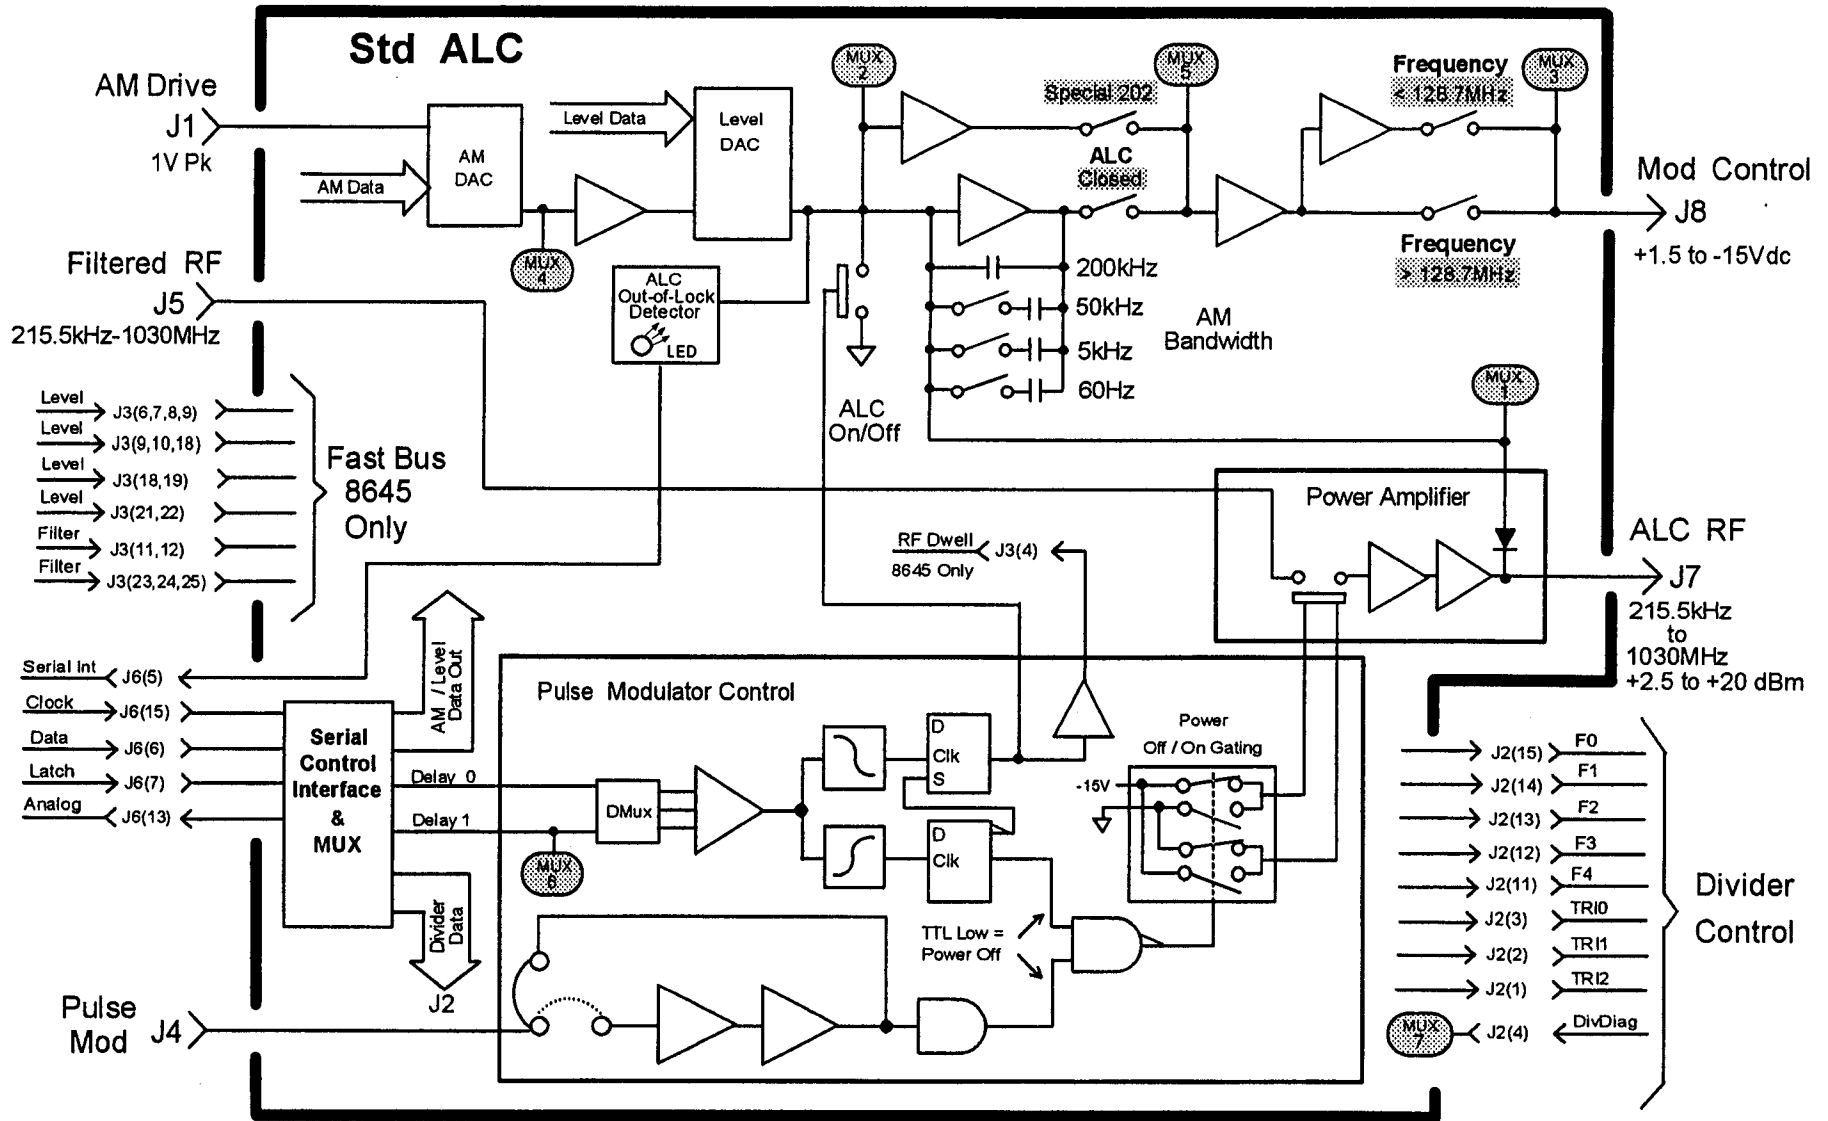 Std ALC
AM Drive
J1
1V Pk
AM Data
AM
DAC
MUX
4
Level Data
Level
DAC
MUX
2
Special 202
MUX
5
ALC
Closed
Frequency
< 128.7MHz
MUX
3
Frequency
> 128.7MHz
Mod Control
J8
+1.5 to -15Vdc
Filtered RF
J5
215.5kHz-1030MHz
ALC
Out-of-Lock
Detector
LED
ALC
On/Off
200kHz
50kHz
5kHz
60Hz
AM
Bandwidth
MUX
1
Level
J3(6,7,8,9)
Level
J3(9,10,18)
Level
J3(18,19)
Level
J3(21,22)
Filter
J3(11,12)
Filter
J3(23,24,25)
Fast Bus
8645
Only
RF Dwell
8645 Only
J3(4)
Power Amplifier
ALC RF
J7
215.5kHz
to
1030MHz
+2.5 to +20 dBm
Serial Int
J6(5)
Clock
J6(15)
Data
J6(6)
Latch
J6(7)
Analog
J6(13)
Serial
Control
Interface
&
MUX
AM / Level
Data Out
Delay 0
Delay 1
MUX
6
Divider
Data
J2
Pulse Modulator Control
DMux
D
Clk
S
D
Clk
Power
Off / On Gating
-15V
TTL Low =
Power Off
Pulse
Mod
J4
J2(15)
F0
J2(14)
F1
J2(13)
F2
J2(12)
F3
J2(11)
F4
J2(3)
TRI0
J2(2)
TRI1
J2(1)
TRI2
MUX
7
J2(4)
DivDiag
Divider
Control